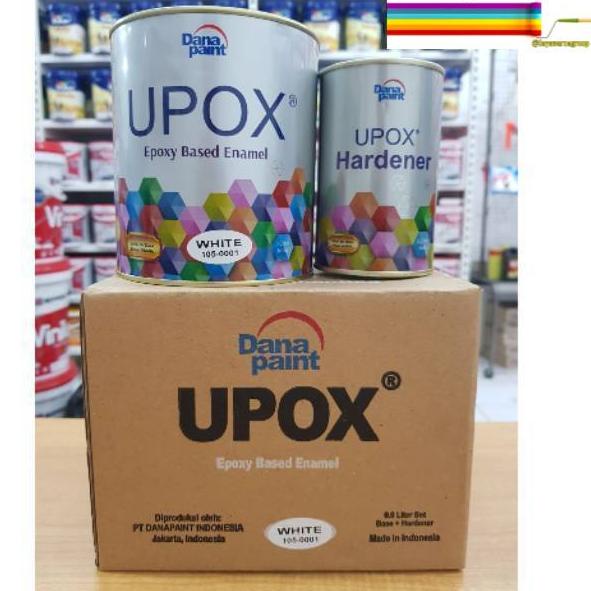 @layarwarnagroup
Dana
paint
UPOX®
Epoxy Based Enamel
WHITE
105-0001
Dana
paint
UPOX®
Hardener
Dana
paint
UPOX®
Epoxy Based Enamel
Diproduksi oleh:
PT DANAPAINT INDONESIA
Jakarta, Indonesia
WHITE
105-0001
Base + Hardener
Made in Indonesia